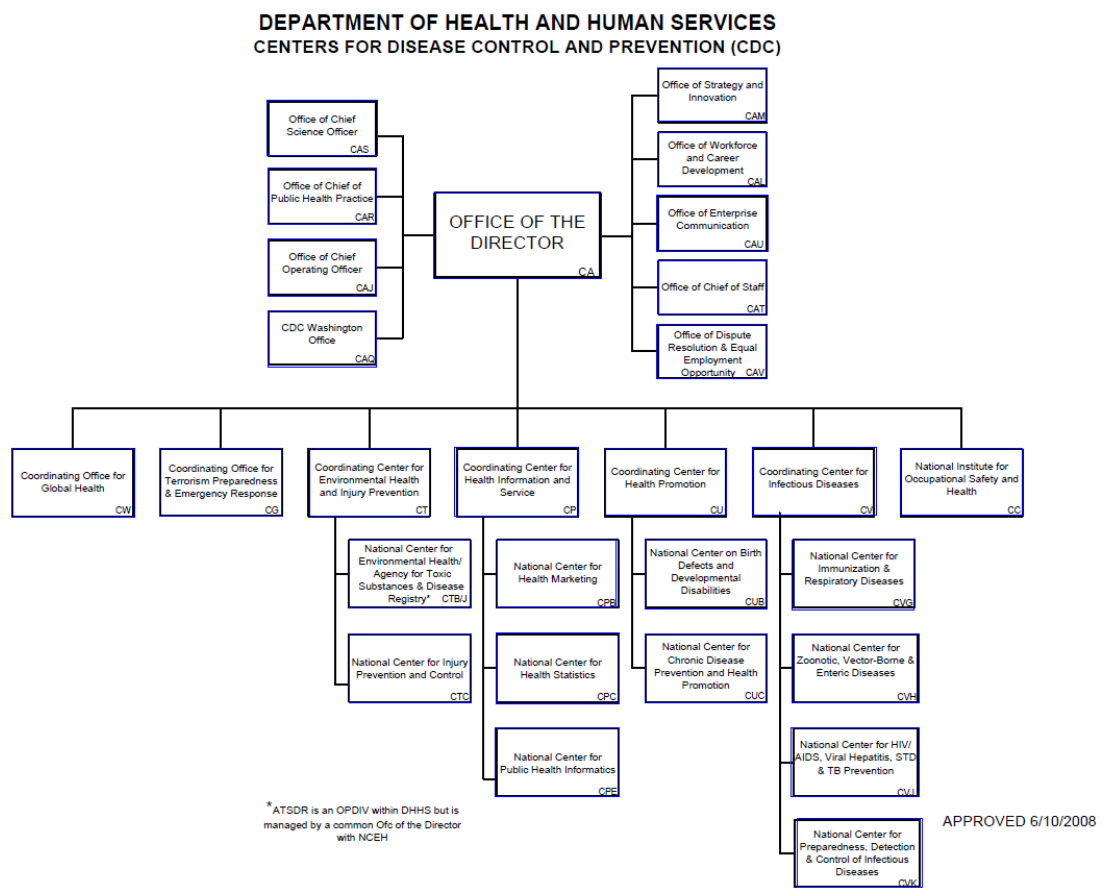 DEPARTMENT OF HEALTH AND HUMAN SERVICES
CENTERS FOR DISEASE CONTROL AND PREVENTION (CDC)
Office of Chief
Science Officer
CAS
Office of Chief of
Public Health Practice
CAR
Office of Chief
Operating Officer
CAJ
CDC Washington
Office
CAQ
OFFICE OF THE
DIRECTOR
CA
Office of Strategy and
Innovation
CAM
Office of Workforce
and Career
Development
CAL
Office of Enterprise
Communication
CAU
Office of Chief of Staff
CAT
Office of Dispute
Resolution & Equal
Employment
Opportunity CAV
Coordinating Office for
Global Health
CW
Coordinating Office for
Terrorism Preparedness
& Emergency Response
CG
Coordinating Center for
Environmental Health
and Injury Prevention
CT
Coordinating Center for
Health Information and
Service
CP
Coordinating Center for
Health Promotion
CU
Coordinating Center for
Infectious Diseases
CV
National Institute for
Occupational Safety and
Health
CC
National Center for
Environmental Health/
Agency for Toxic
Substances & Disease
Registry* CTB/J
National Center for Injury
Prevention and Control
CTC
National Center for
Health Marketing
CPB
National Center for
Health Statistics
CPC
National Center for
Public Health Informatics
CPE
National Center on Birth
Defects and
Developmental
Disabilities
CUB
National Center for
Chronic Disease
Prevention and Health
Promotion
CUC
National Center for
Immunization &
Respiratory Diseases
CVG
National Center for
Zoonotic, Vector-Borne &
Enteric Diseases
CVH
National Center for HIV/
AIDS, Viral Hepatitis, STD
& TB Prevention
CVJ
National Center for
Preparedness, Detection
& Control of Infectious
Diseases
CVK
*ATSDR is an OPDIV within DHHS but is
managed by a common Ofc of the Director
with NCEH
APPROVED 6/10/2008